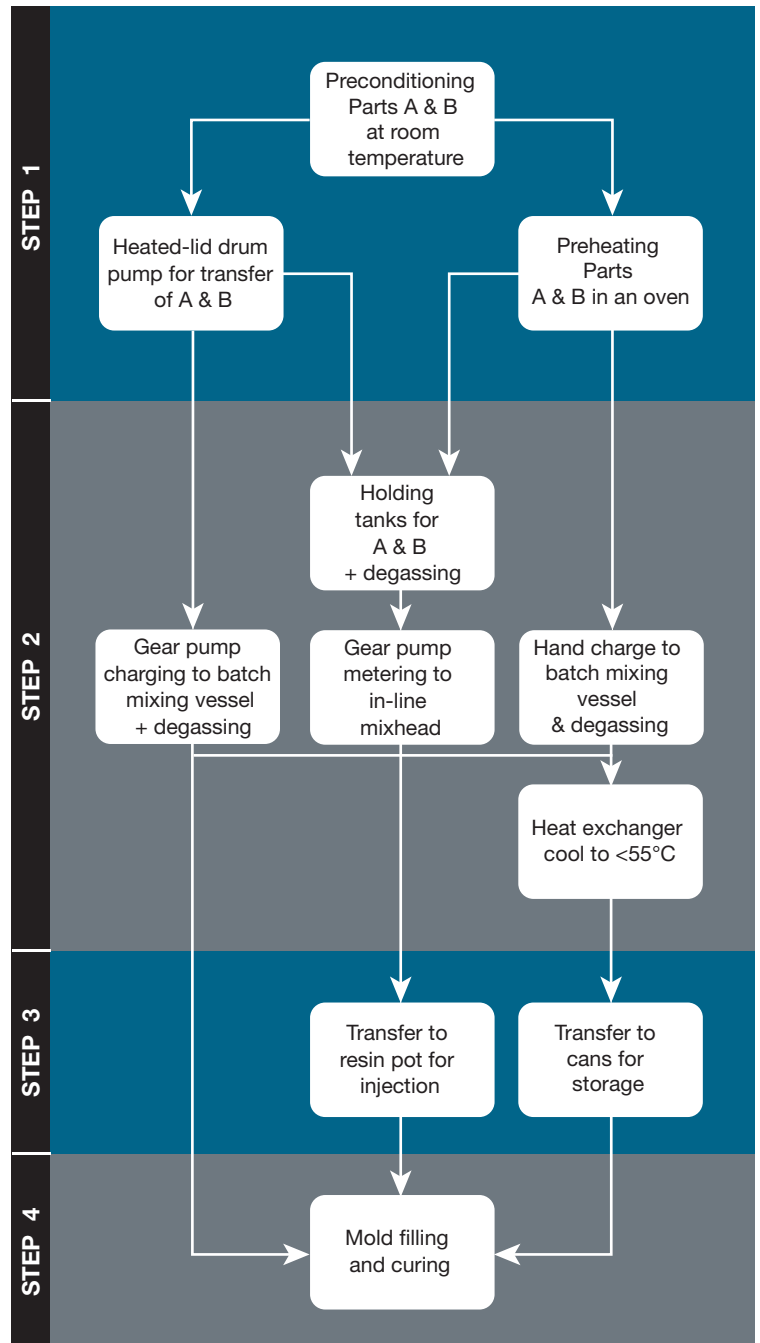 STEP 1
Preconditioning
Parts A & B
at room
temperature
Heated-lid drum
pump for transfer
of A & B
Preheating
Parts
A & B in an oven
STEP 2
Holding
tanks for
A & B
+ degassing
Gear pump
charging to batch
mixing vessel
+ degassing
Gear pump
metering to
in-line
mixhead
Hand charge to
batch mixing
vessel
& degassing
Heat exchanger
cool to <55°C
STEP 3
Transfer to
resin pot for
injection
Transfer to
cans for
storage
STEP 4
Mold filling
and curing